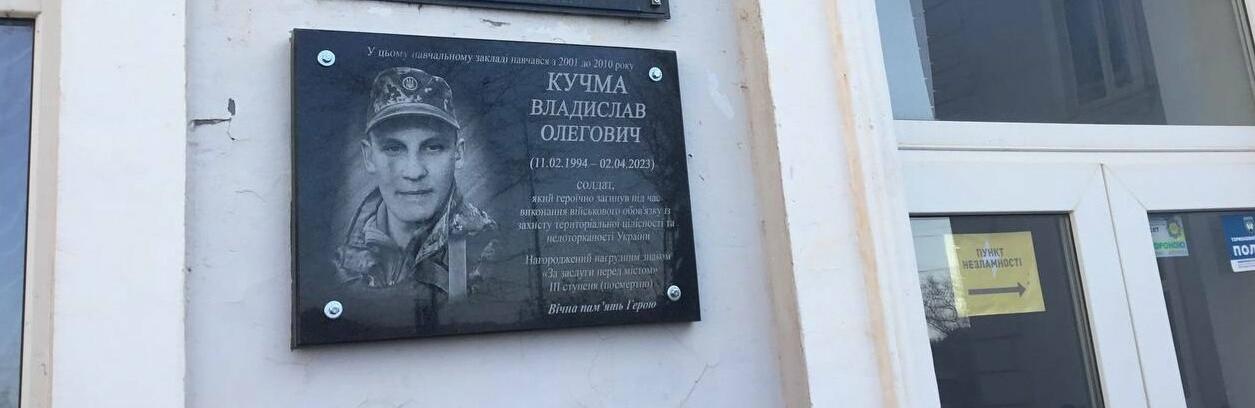 У цьому навчальному закладі навчався з 2001 до 2010 року
КУЧМА
ВЛАДИСЛАВ
ОЛЕГОВИЧ
(11.02.1994 – 02.04.2023)
солдат,
який героїчно загинув під час
виконання військового обов'язку із
захисту територіальної цілісності та
недоторканості України
Нагороджений нагрудним знаком
«За заслуги перед містом»
ІІІ ступеня (посмертно)
Вічна пам'ять Герою
ПУНКТ
НЕЗЛАМНОСТІ